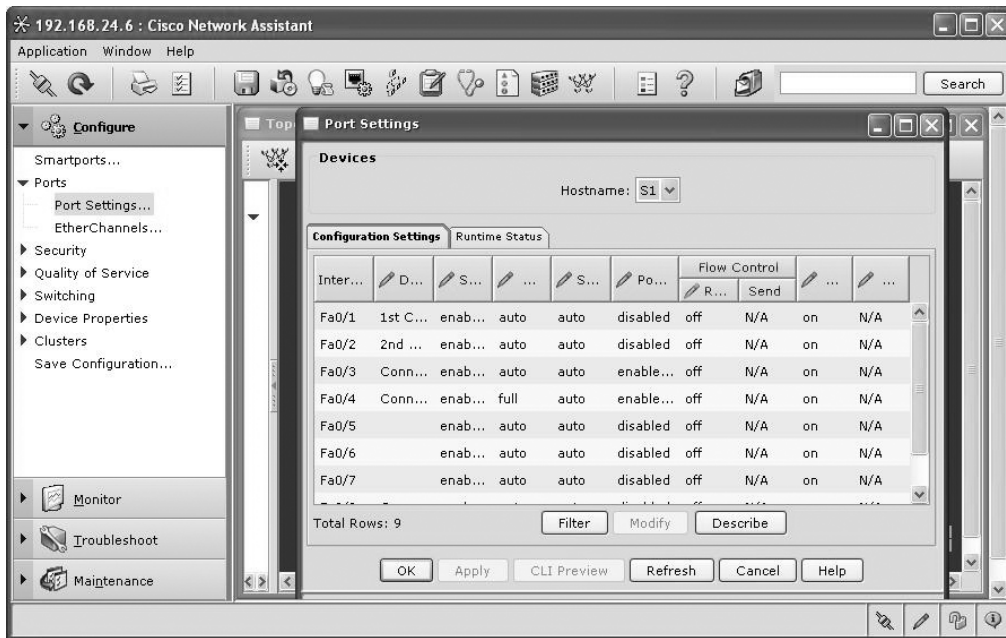 192.168.24.6 : Cisco Network Assistant
Application Window Help
Search
Configure
Smartports...
Ports
Port Settings...
EtherChannels...
Security
Quality of Service
Switching
Device Properties
Clusters
Save Configuration...
Monitor
Troubleshoot
Maintenance
Top
Port Settings
Devices
Hostname: S1
Configuration Settings Runtime Status
Inter... D... S... ... S... Po... Flow Control ... ...
R... Send
Fa0/1 1st C... enab... auto auto disabled off N/A on N/A
Fa0/2 2nd ... enab... auto auto disabled off N/A on N/A
Fa0/3 Conn... enab... auto auto enable... off N/A on N/A
Fa0/4 Conn... enab... full auto enable... off N/A on N/A
Fa0/5 enab... auto auto disabled off N/A on N/A
Fa0/6 enab... auto auto disabled off N/A on N/A
Fa0/7 enab... auto auto disabled off N/A on N/A
Total Rows: 9 Filter Modify Describe
OK Apply CLI Preview Refresh Cancel Help